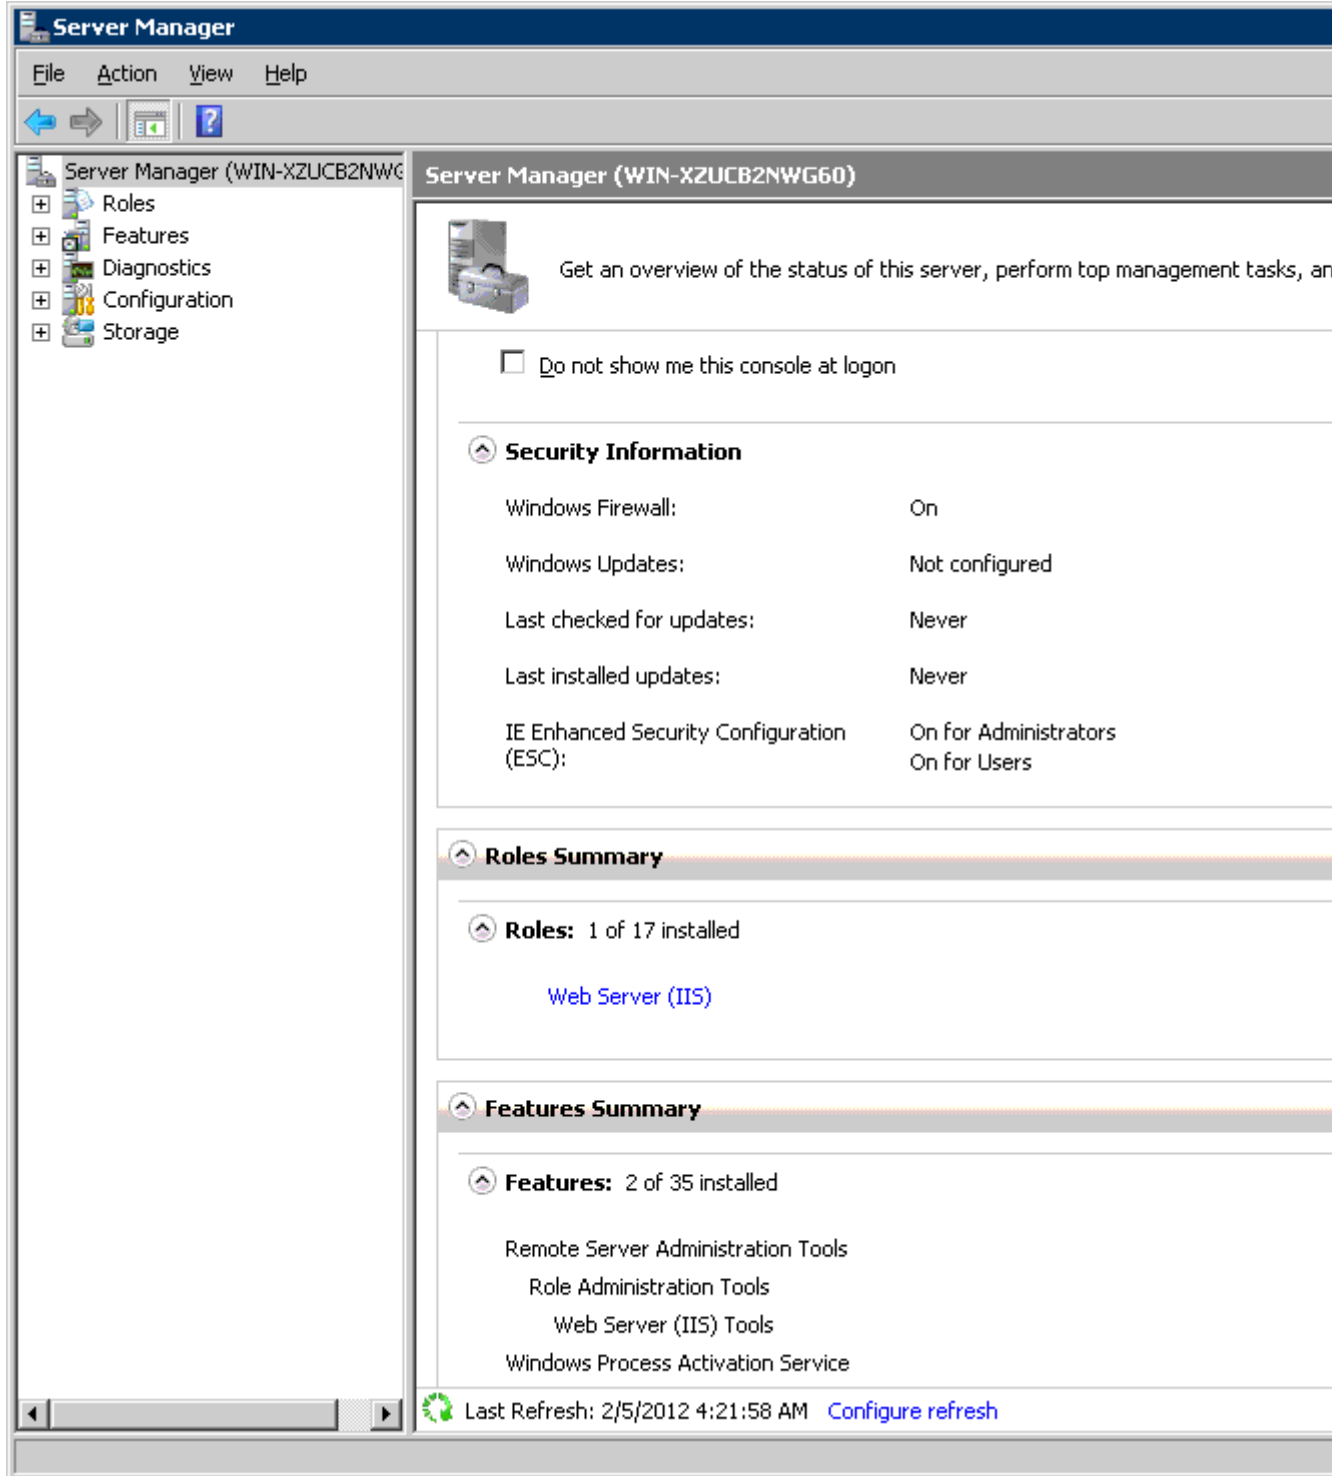 Server Manager
File Action View Help
Server Manager (WIN-XZUCB2NWG
Roles
Features
Diagnostics
Configuration
Storage
Server Manager (WIN-XZUCB2NWG60)
Get an overview of the status of this server, perform top management tasks, an
Do not show me this console at logon
Security Information
Windows Firewall: On
Windows Updates: Not configured
Last checked for updates: Never
Last installed updates: Never
IE Enhanced Security Configuration On for Administrators
(ESC): On for Users
Roles Summary
Roles: 1 of 17 installed
Web Server (IIS)
Features Summary
Features: 2 of 35 installed
Remote Server Administration Tools
Role Administration Tools
Web Server (IIS) Tools
Windows Process Activation Service
Last Refresh: 2/5/2012 4:21:58 AM Configure refresh